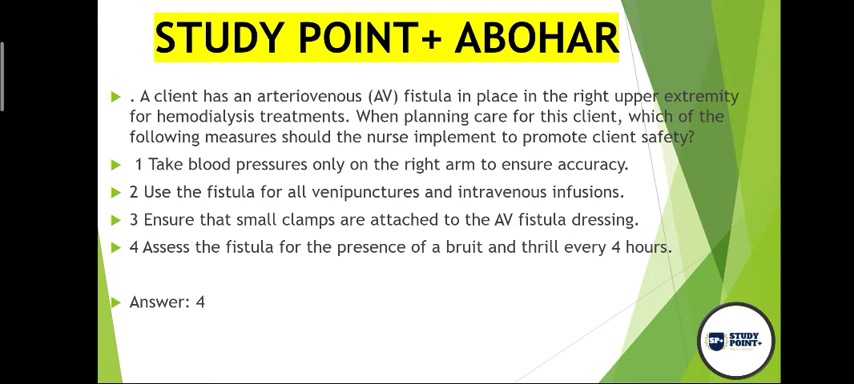 STUDY POINT+ ABOHAR
. A client has an arteriovenous (AV) fistula in place in the right upper extremity
for hemodialysis treatments. When planning care for this client, which of the
following measures should the nurse implement to promote client safety?
1 Take blood pressures only on the right arm to ensure accuracy.
2 Use the fistula for all venipunctures and intravenous infusions.
3 Ensure that small clamps are attached to the AV fistula dressing.
4 Assess the fistula for the presence of a bruit and thrill every 4 hours.
Answer: 4
SP+ STUDY
POINT+